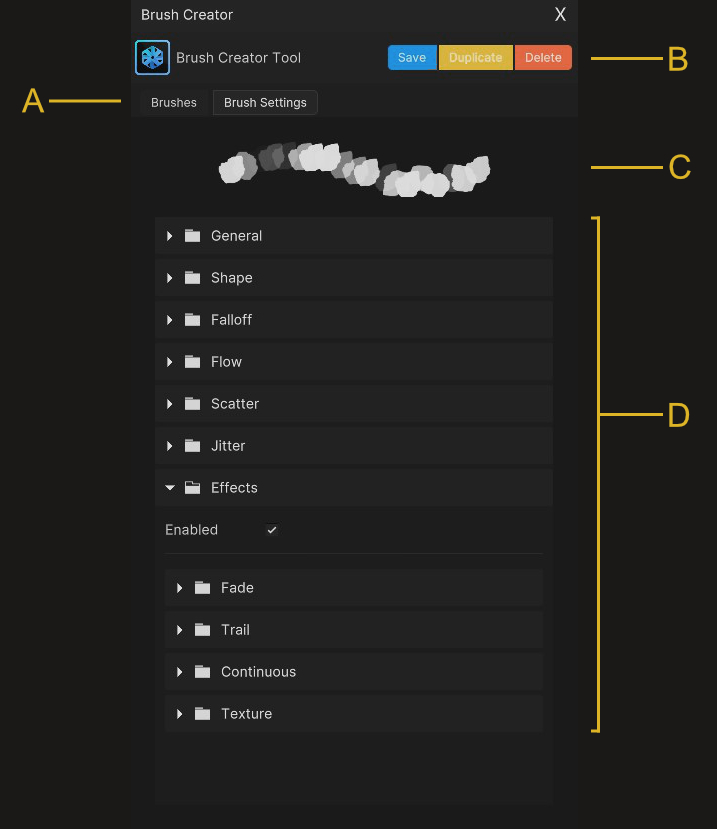 Brush Creator X
Brush Creator Tool Save Duplicate Delete B
A Brushes Brush Settings
C
General
Shape
Falloff
Flow
Scatter
D
Jitter
Effects
Enabled
Fade
Trail
Continuous
Texture